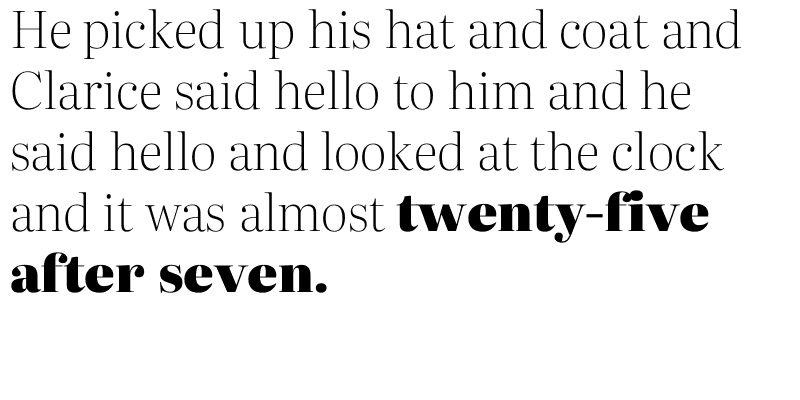 He picked up his hat and coat and
Clarice said hello to him and he
said hello and looked at the clock
and it was almost twenty-five
after seven.